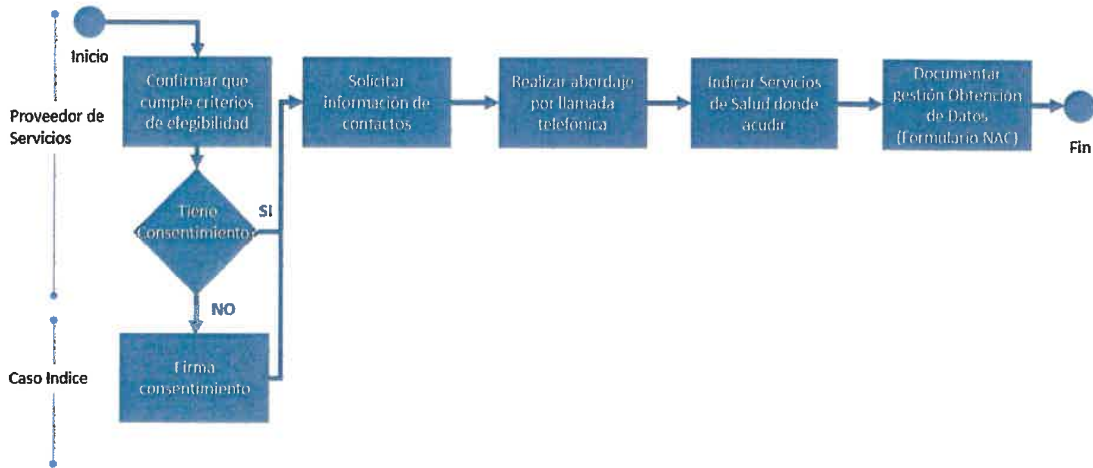 Inicio
Proveedor de
Servicios
Confirmar que
cumple criterios
de elegibilidad
Solicitar
información de
contactos
Realizar abordaje
por llamada
telefónica
Indicar Servicios
de Salud donde
acudir
Documentar
gestión Obtención
de Datos
(Formulario NAC)
Fin
Tiene
Consentimiento
SI
NO
Caso Indice
Firma
consentimiento